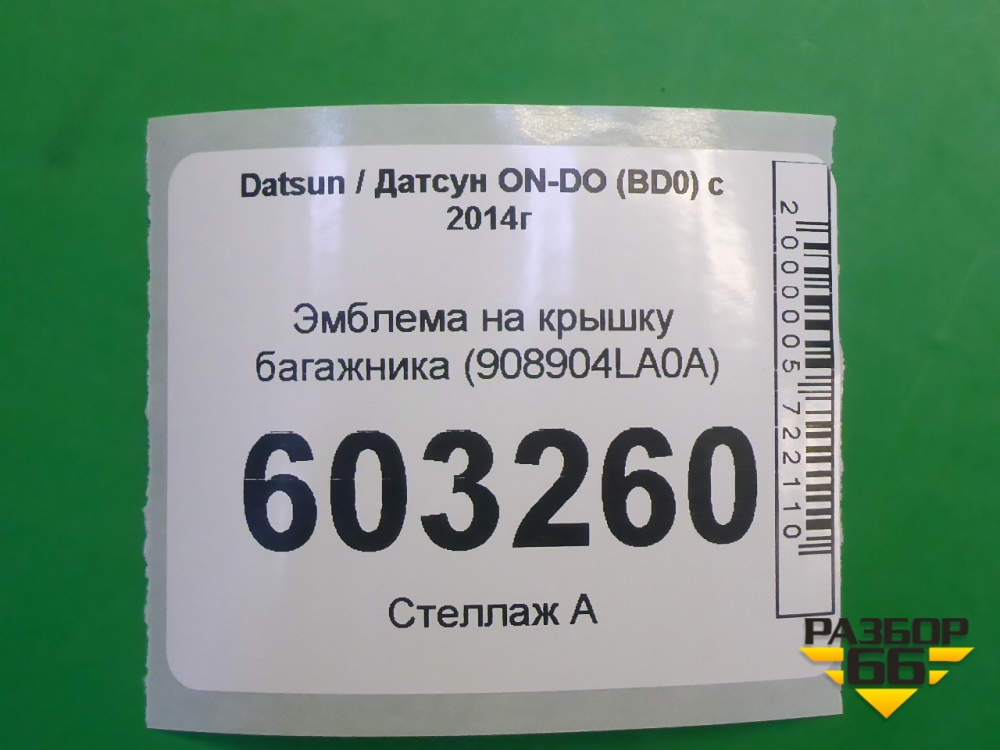 Datsun / Датсун ON-DO (BD0) с
2014г
Эмблема на крышку
багажника (908904LA0A)
603260
Стеллаж А
2000005722110
РАЗБОР
66